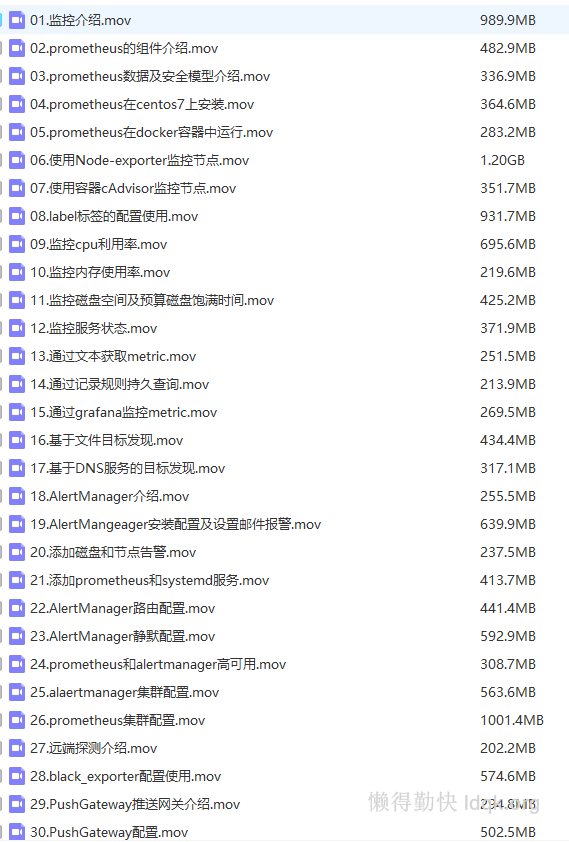 01.监控介绍.mov 989.9MB
02.prometheus的组件介绍.mov 482.9MB
03.prometheus数据及安全模型介绍.mov 336.9MB
04.prometheus在centos7上安装.mov 364.6MB
05.prometheus在docker容器中运行.mov 283.2MB
06.使用Node-exporter监控节点.mov 1.20GB
07.使用容器cAdvisor监控节点.mov 351.7MB
08.label标签的配置使用.mov 931.7MB
09.监控cpu利用率.mov 695.6MB
10.监控内存使用率.mov 219.6MB
11.监控磁盘空间及预算磁盘饱满时间.mov 425.2MB
12.监控服务状态.mov 371.9MB
13.通过文本获取metric.mov 251.5MB
14.通过记录规则持久查询.mov 213.9MB
15.通过grafana监控metric.mov 269.5MB
16.基于文件目标发现.mov 434.4MB
17.基于DNS服务的目标发现.mov 317.1MB
18.AlertManager介绍.mov 255.5MB
19.AlertMangeager安装配置及设置邮件报警.mov 639.9MB
20.添加磁盘和节点告警.mov 237.5MB
21.添加prometheus和systemd服务.mov 413.7MB
22.AlertManager路由配置.mov 441.4MB
23.AlertManager静默配置.mov 592.9MB
24.prometheus和alertmanager高可用.mov 308.7MB
25.alaertmanager集群配置.mov 563.6MB
26.prometheus集群配置.mov 1001.4MB
27.远端探测介绍.mov 202.2MB
28.black_exporter配置使用.mov 574.6MB
29.PushGateway推送网关介绍.mov
懒得勤快 ldqk.org
30.PushGateway配置.mov 502.5MB